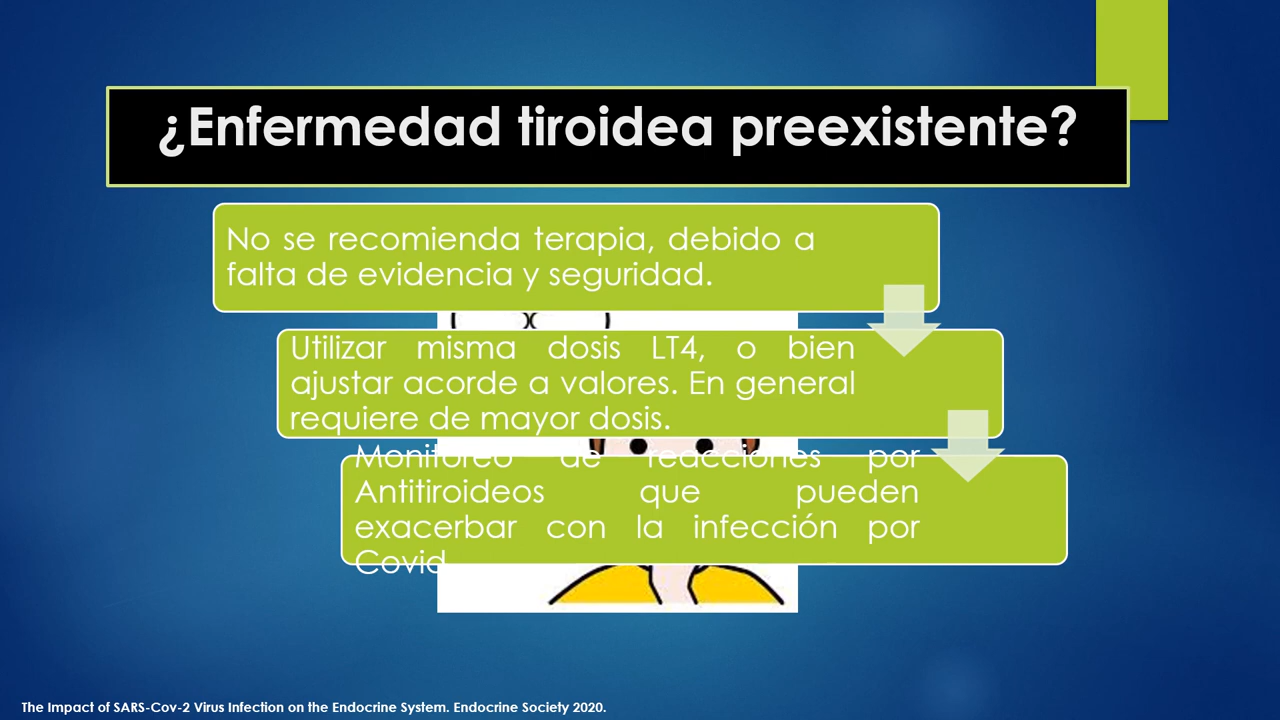 ¿Enfermedad tiroidea preexistente?
No se recomienda terapia, debido a
falta de evidencia y seguridad.
Utilizar misma dosis LT4, o bien
ajustar acorde a valores. En general
requiere de mayor dosis.
Monitoreo de reacciones por
Antitiroideos que pueden
exacerbar con la infección por
Covid
The Impact of SARS-Cov-2 Virus Infection on the Endocrine System. Endocrine Society 2020.